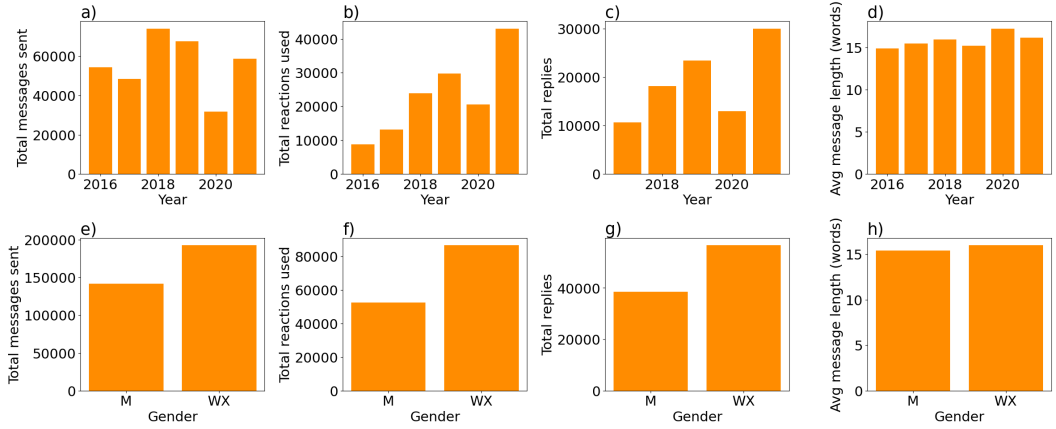 a)
Total messages sent
60000
40000
20000
0
2016 2018 2020
Year
b)
Total reactions used
40000
30000
20000
10000
0
2016 2018 2020
Year
c)
Total replies
30000
20000
10000
0
2018 2020
Year
d)
Avg message length (words)
15
10
5
0
2016 2018 2020
Year
e)
Total messages sent
200000
150000
100000
50000
0
M WX
Gender
f)
Total reactions used
80000
60000
40000
20000
0
M WX
Gender
g)
Total replies
40000
20000
0
M WX
Gender
h)
Avg message length (words)
15
10
5
0
M WX
Gender